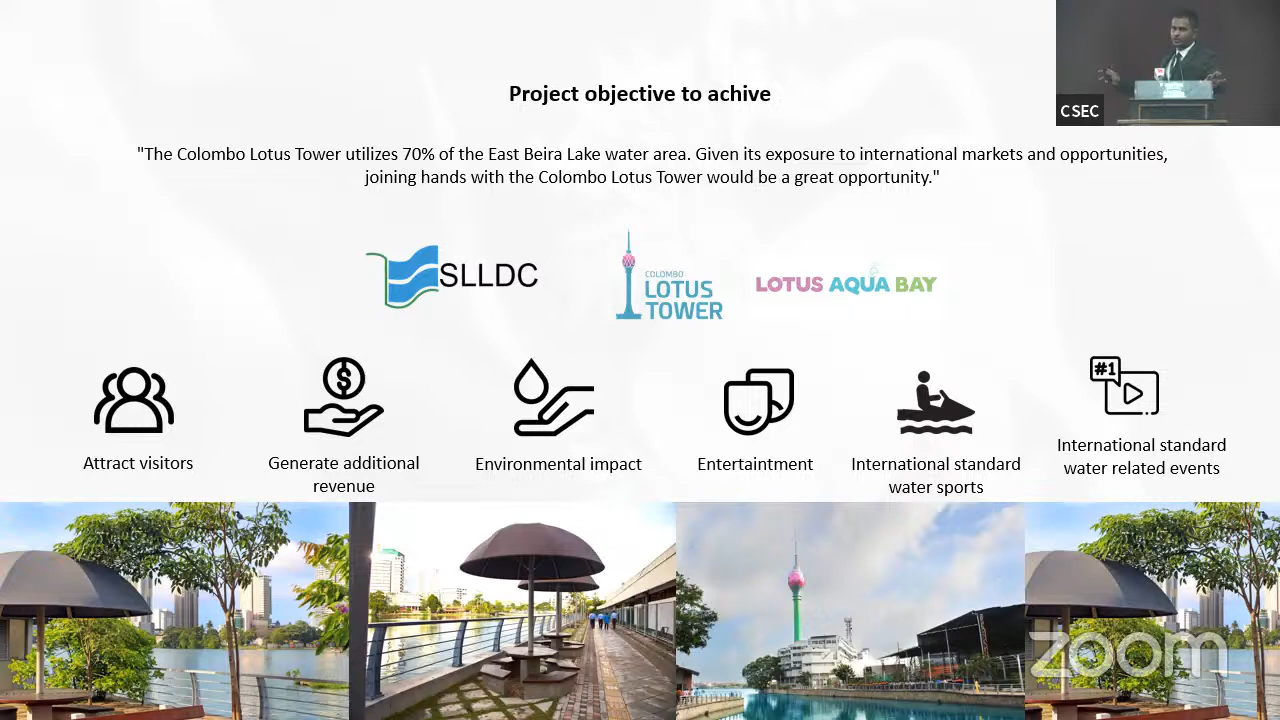 CSEC
Project objective to achive
"The Colombo Lotus Tower utilizes 70% of the East Beira Lake water area. Given its exposure to international markets and opportunities,
joining hands with the Colombo Lotus Tower would be a great opportunity."
SLLDC
COLOMBO
LOTUS
TOWER
LOTUS AQUA BAY
#1
Attract visitors
Generate additional
revenue
Environmental impact
Entertaintment
International standard
water sports
International standard
water related events
zoom